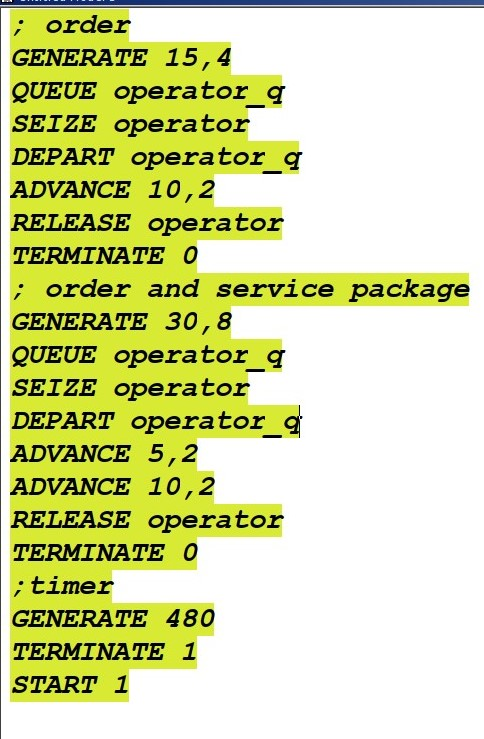 ; order
GENERATE 15,4
QUEUE operator_q
SEIZE operator
DEPART operator_q
ADVANCE 10,2
RELEASE operator
TERMINATE 0
; order and service package
GENERATE 30,8
QUEUE operator_q
SEIZE operator
DEPART operator_q
ADVANCE 5,2
ADVANCE 10,2
RELEASE operator
TERMINATE 0
;timer
GENERATE 480
TERMINATE 1
START 1